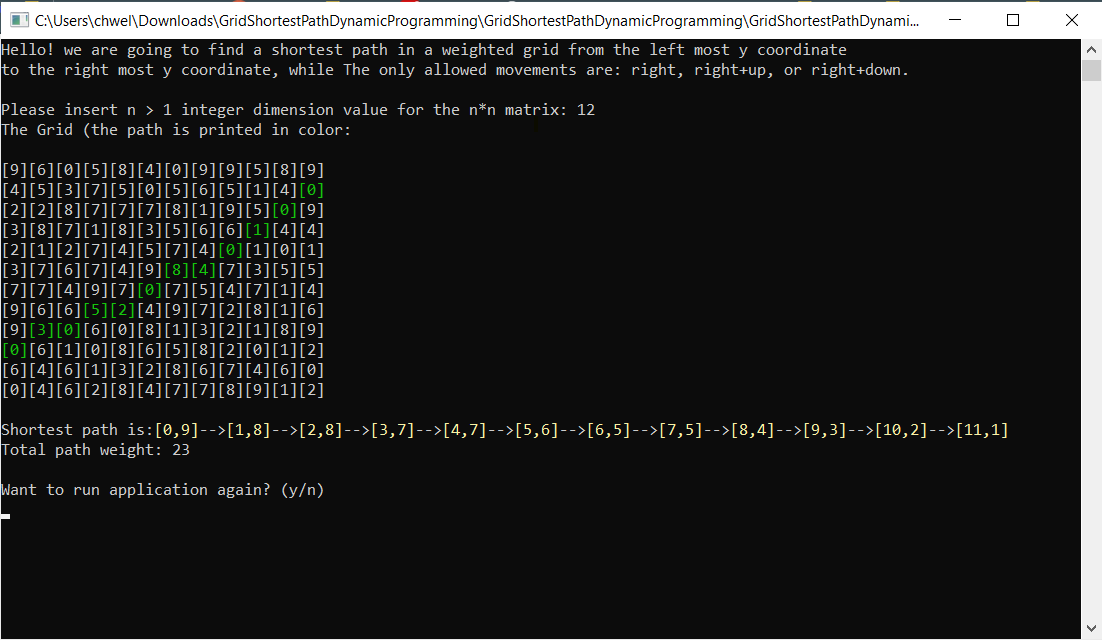 C:\Users\chwel\Downloads\GridShortestPathDynamicProgramming\GridShortestPathDynamicProgramming\GridShortestPathDynami...
Hello! we are going to find a shortest path in a weighted grid from the left most y coordinate
to the right most y coordinate, while The only allowed movements are: right, right+up, or right+down.
Please insert n > 1 integer dimension value for the n*n matrix: 12
The Grid (the path is printed in color:
[9][6][0][5][8][4][0][9][9][5][8][9]
[4][5][3][7][5][0][5][6][5][1][4][0]
[2][2][8][7][7][7][8][1][9][5][0][9]
[3][8][7][1][8][3][5][6][6][1][4][4]
[2][1][2][7][4][5][7][4][0][1][0][1]
[3][7][6][7][4][9][8][4][7][3][5][5]
[7][7][4][9][7][0][7][5][4][7][1][4]
[9][6][6][5][2][4][9][7][2][8][1][6]
[9][3][0][6][0][8][1][3][2][1][8][9]
[0][6][1][0][8][6][5][8][2][0][1][2]
[6][4][6][1][3][2][8][6][7][4][6][0]
[0][4][6][2][8][4][7][7][8][9][1][2]
Shortest path is:[0,9]-->[1,8]-->[2,8]-->[3,7]-->[4,7]-->[5,6]-->[6,5]-->[7,5]-->[8,4]-->[9,3]-->[10,2]-->[11,1]
Total path weight: 23
Want to run application again? (y/n)